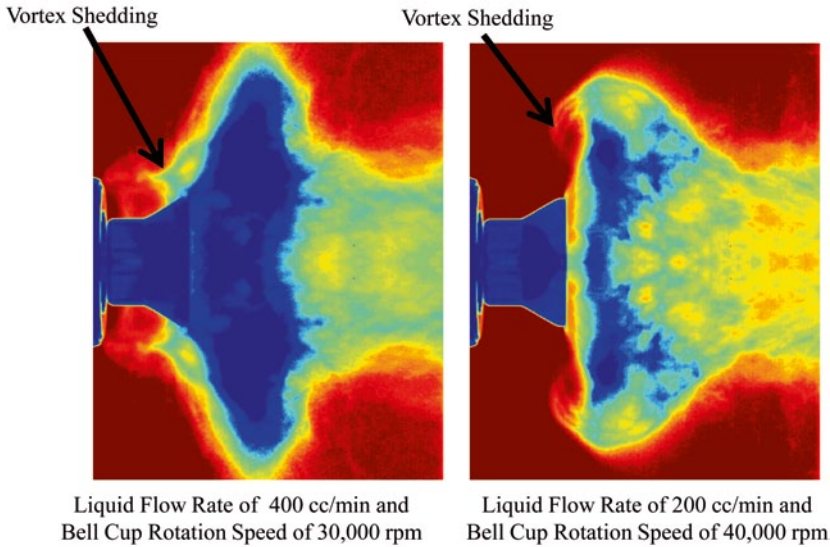 Vortex Shedding
Vortex Shedding
Liquid Flow Rate of 400 cc/min and
Bell Cup Rotation Speed of 30,000 rpm
Liquid Flow Rate of 200 cc/min and
Bell Cup Rotation Speed of 40,000 rpm